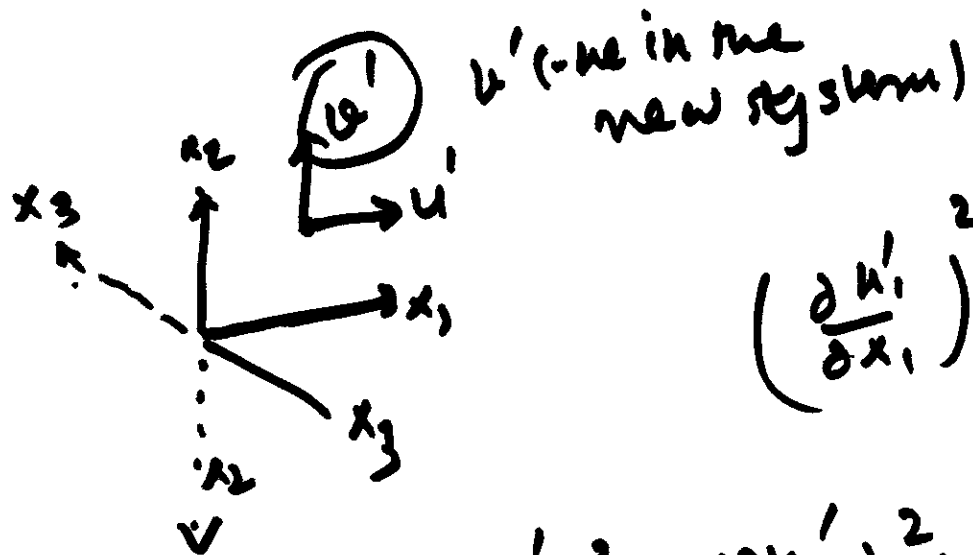 u' (-ve in the
new system)
v'
x2
x3
u'
x1
x3
x2
( ∂u'₁ / ∂x₁ )²